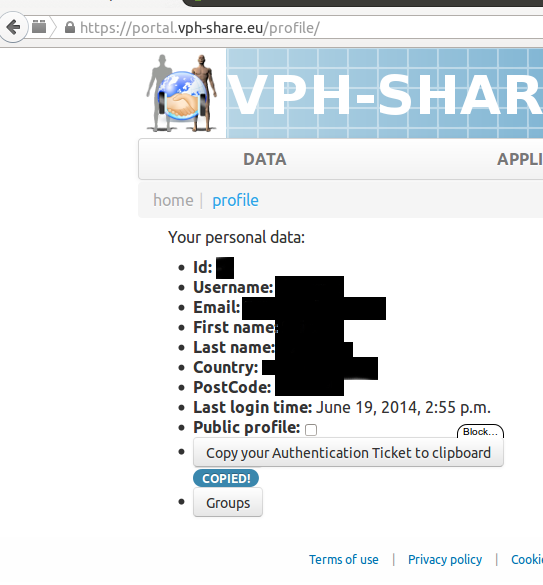 https://portal.vph-share.eu/profile/
VPH-SHAR
DATA
APPLI
home | profile
Your personal data:
Id:
Username:
Email:
First name:
Last name:
Country:
PostCode:
Last login time: June 19, 2014, 2:55 p.m.
Public profile:
Block...
Copy your Authentication Ticket to clipboard
COPIED!
Groups
Terms of use | Privacy policy | Cooki